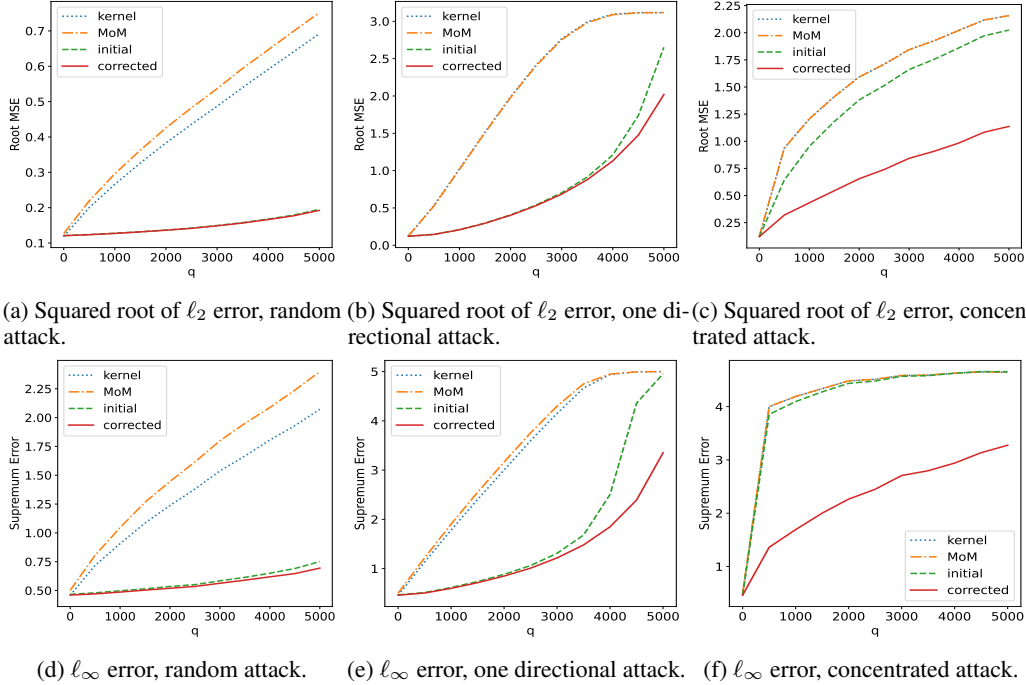 kernel
MoM
initial
corrected
Root MSE
0.7
0.6
0.5
0.4
0.3
0.2
0.1
0 1000 2000 3000 4000 5000
q
kernel
MoM
initial
corrected
Root MSE
3.0
2.5
2.0
1.5
1.0
0.5
0.0
0 1000 2000 3000 4000 5000
q
kernel
MoM
initial
corrected
Root MSE
2.25
2.00
1.75
1.50
1.25
1.00
0.75
0.50
0.25
0 1000 2000 3000 4000 5000
q
(a) Squared root of ℓ₂ error, random
attack.
(b) Squared root of ℓ₂ error, one di-
rectional attack.
(c) Squared root of ℓ₂ error, concen
trated attack.
kernel
MoM
initial
corrected
Supremum Error
2.25
2.00
1.75
1.50
1.25
1.00
0.75
0.50
0 1000 2000 3000 4000 5000
q
kernel
MoM
initial
corrected
Supremum Error
5
4
3
2
1
0 1000 2000 3000 4000 5000
q
kernel
MoM
initial
corrected
Supremum Error
4
3
2
1
0 1000 2000 3000 4000 5000
q
(d) ℓ∞ error, random attack.
(e) ℓ∞ error, one directional attack.
(f) ℓ∞ error, concentrated attack.